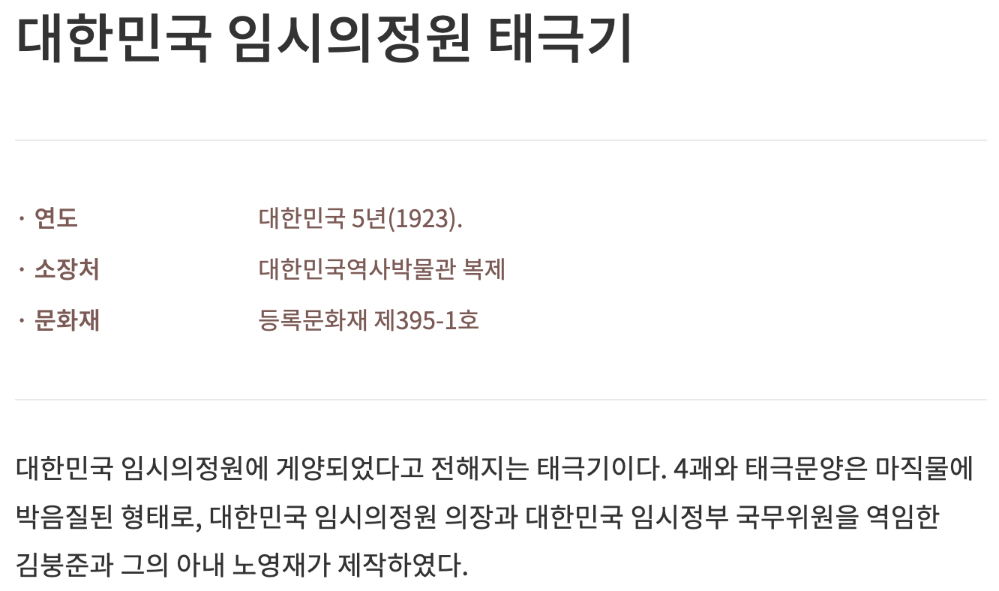 대한민국 임시의정원 태극기
· 연도 대한민국 5년(1923).
· 소장처 대한민국역사박물관 복제
· 문화재 등록문화재 제395-1호
대한민국 임시의정원에 게양되었다고 전해지는 태극기이다. 4괘와 태극문양은 마직물에
박음질된 형태로, 대한민국 임시의정원 의장과 대한민국 임시정부 국무위원을 역임한
김붕준과 그의 아내 노영재가 제작하였다.